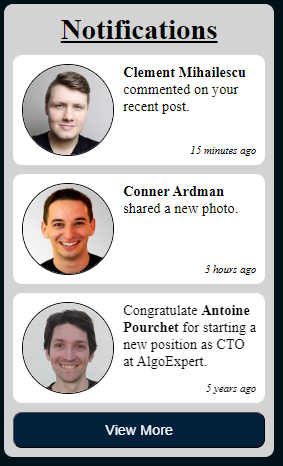 Notifications
Clement Mihailescu
commented on your
recent post.
15 minutes ago
Conner Ardman
shared a new photo.
3 hours ago
Congratulate Antoine
Pourchet for starting a
new position as CTO
at AlgoExpert.
5 years ago
View More